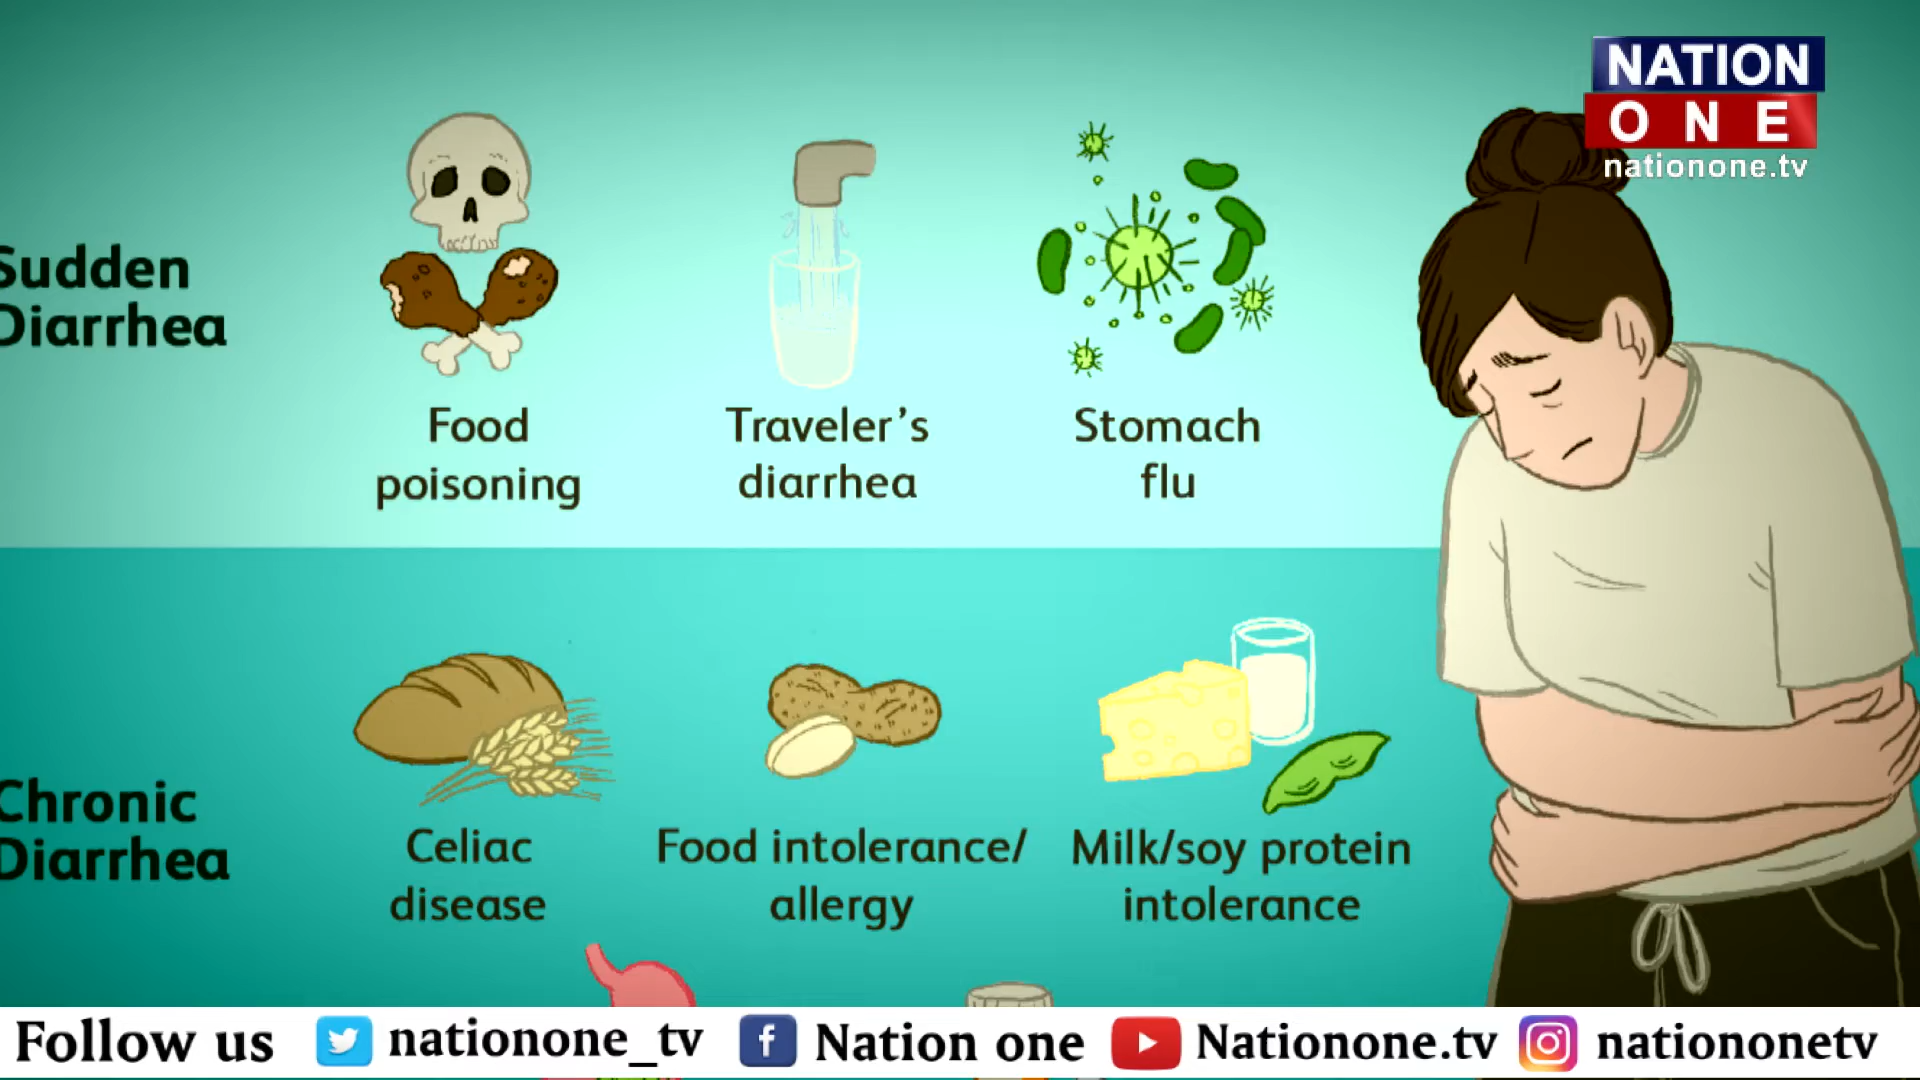 NATION
ONE
nationone.tv
Sudden
Diarrhea
Food
poisoning
Traveler's
diarrhea
Stomach
flu
Chronic
Diarrhea
Celiac
disease
Food intolerance/
allergy
Milk/soy protein
intolerance
Follow us nationone_tv Nation one Nationone.tv nationonetv